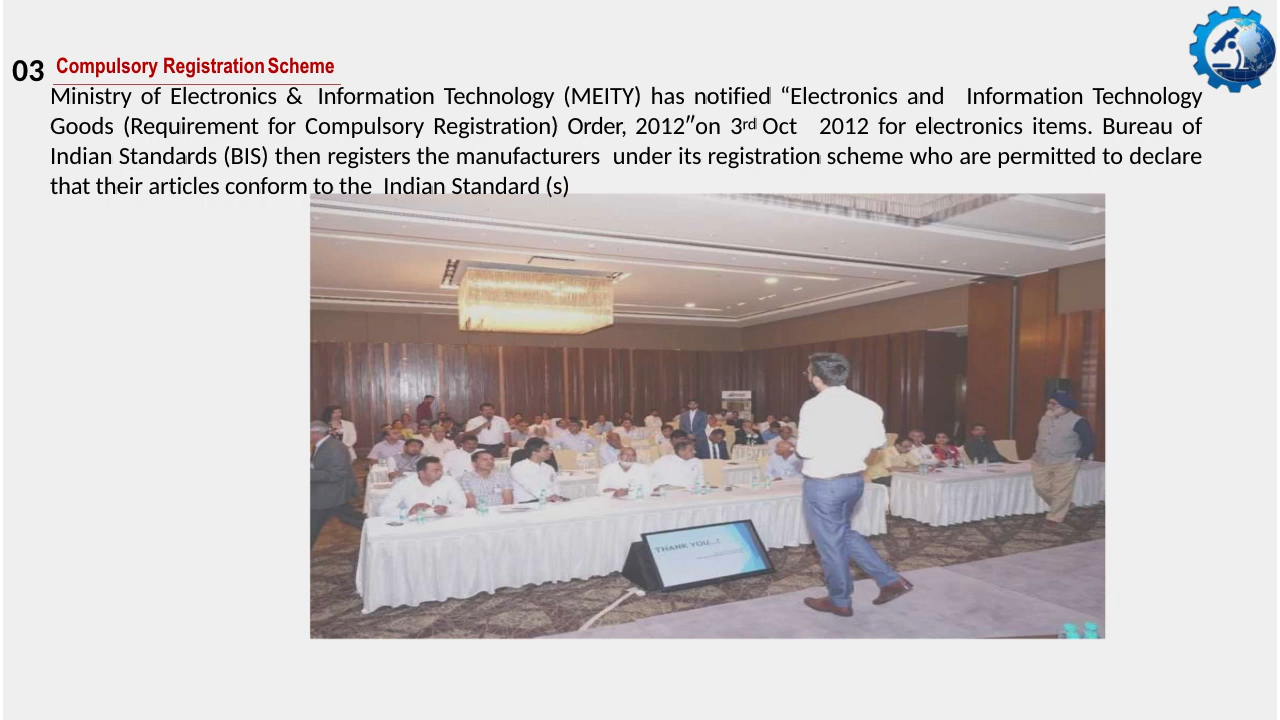 03 Compulsory Registration Scheme
Ministry of Electronics & Information Technology (MEITY) has notified “Electronics and Information Technology
Goods (Requirement for Compulsory Registration) Order, 2012″on 3rd Oct 2012 for electronics items. Bureau of
Indian Standards (BIS) then registers the manufacturers under its registration scheme who are permitted to declare
that their articles conform to the Indian Standard (s)
THANK YOU...!